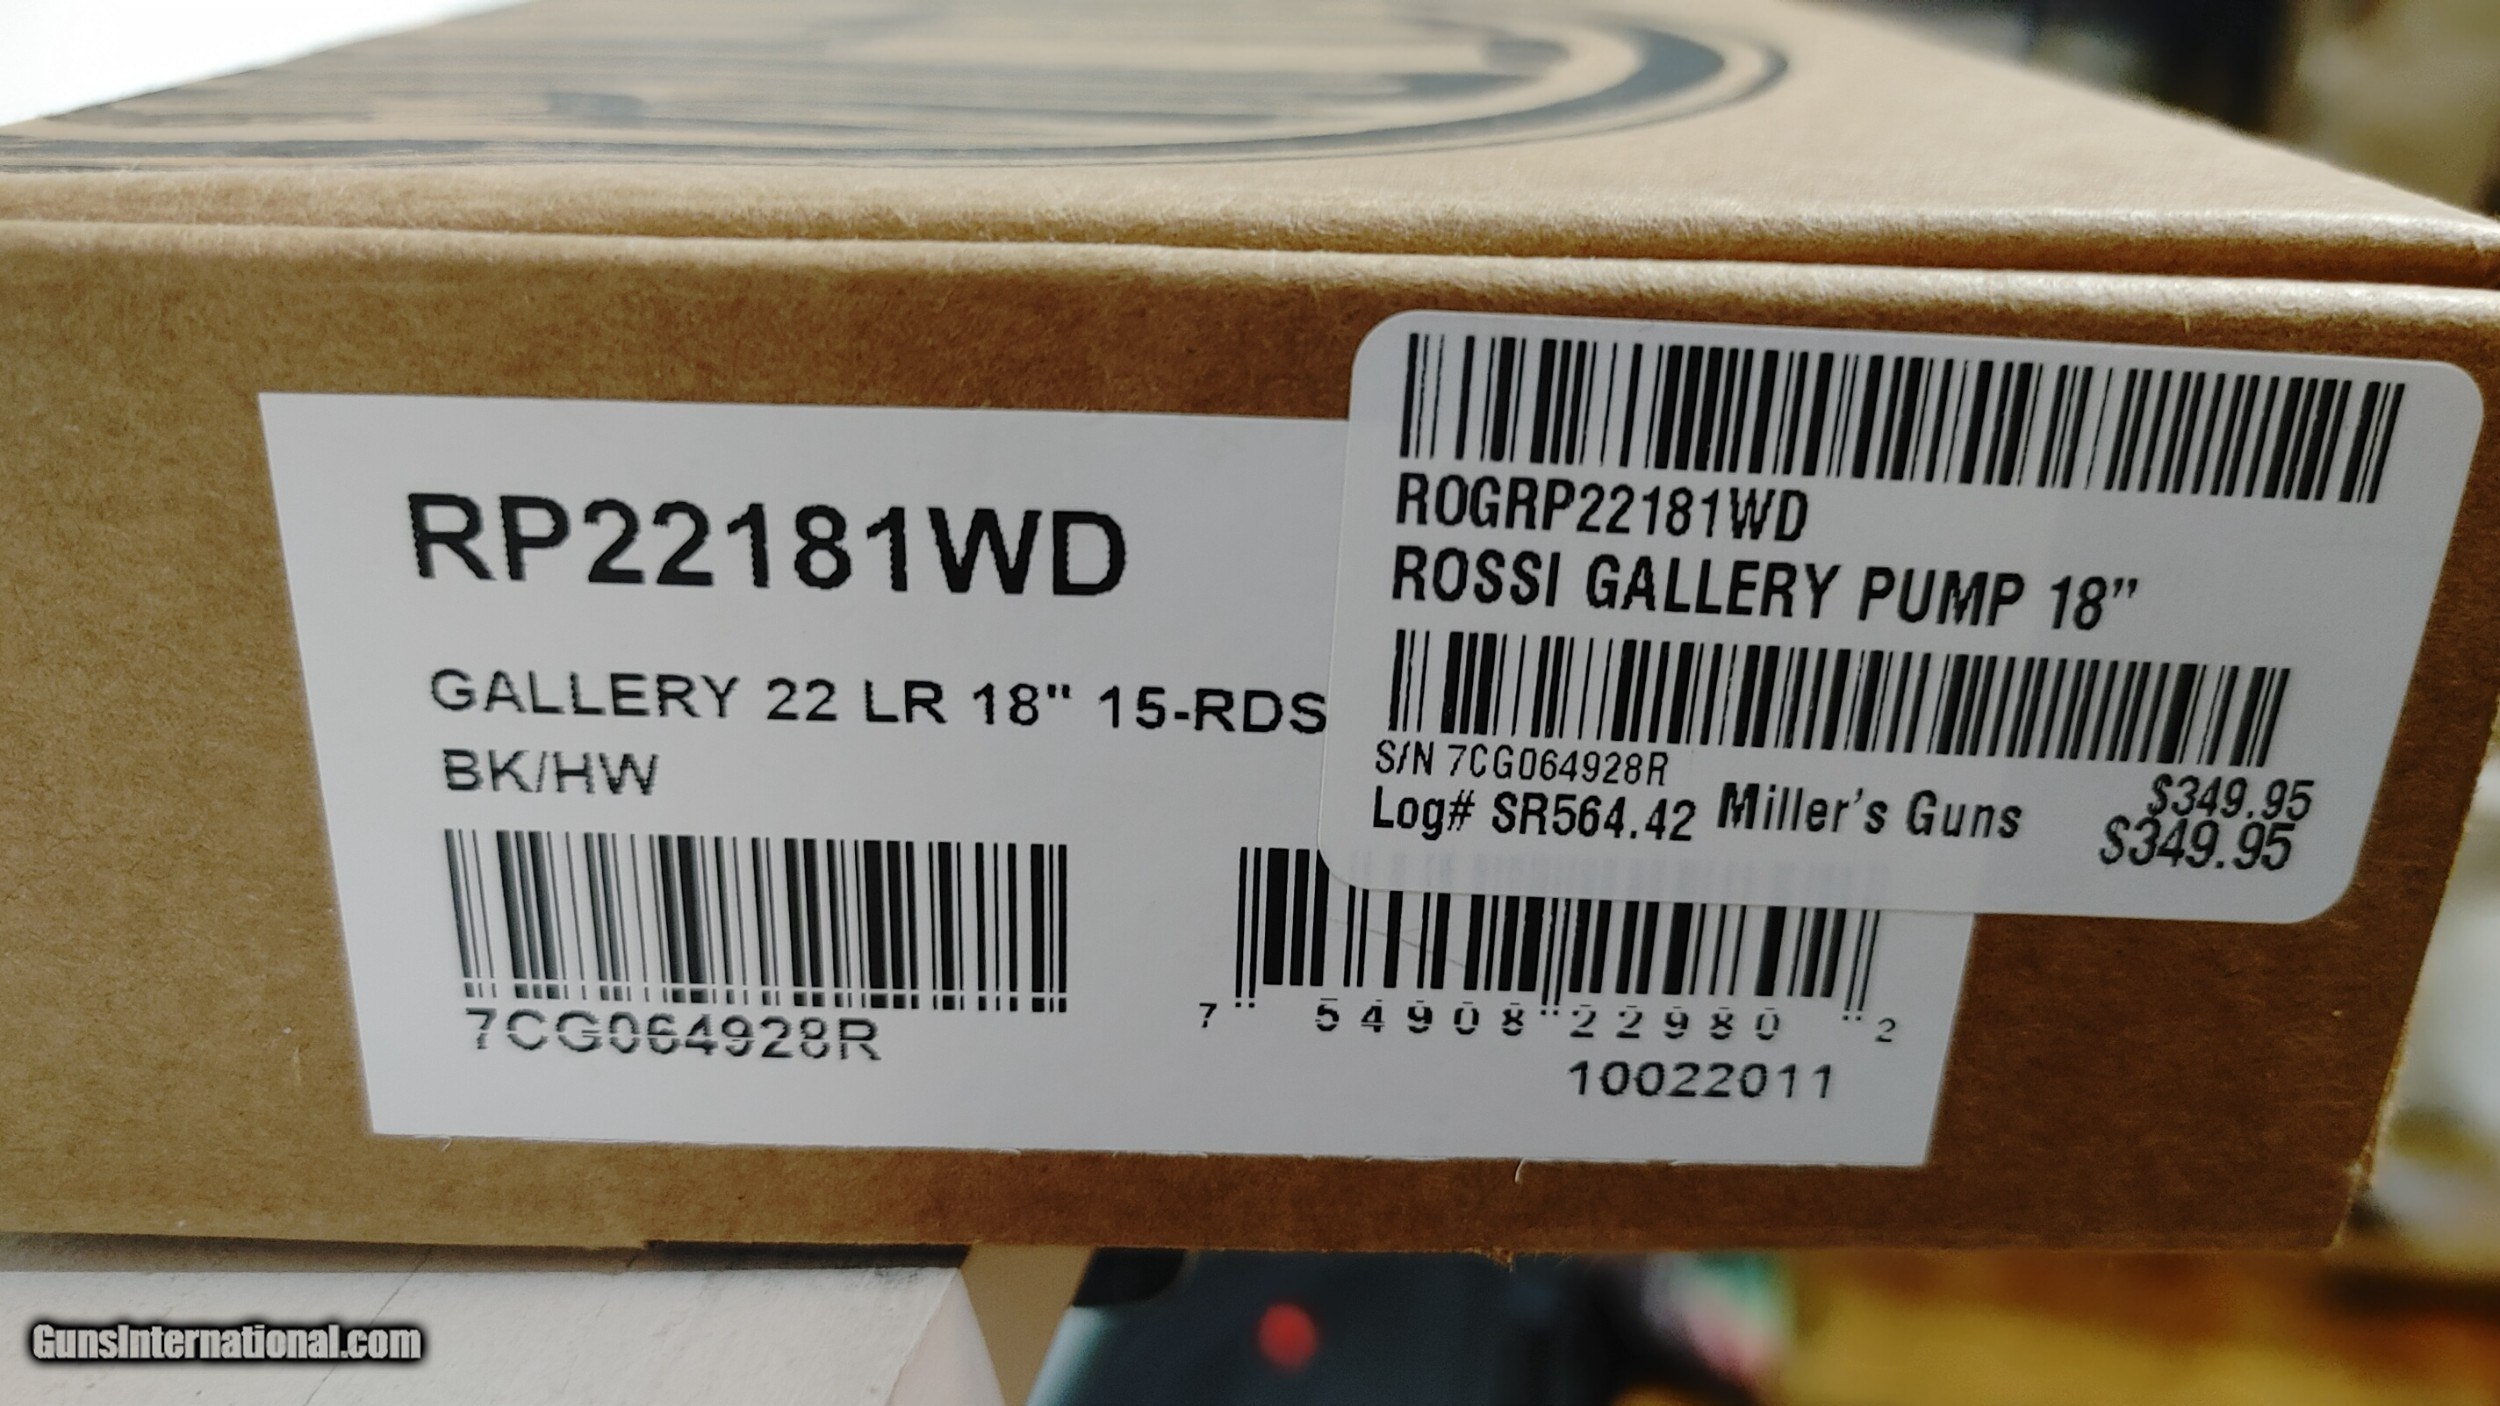 RP22181WD
GALLERY 22 LR 18" 15-RDS
BK/HW
7CG064928R
7 54908 22980 2
10022011
ROGRP22181WD
ROSSI GALLERY PUMP 18”
S/N 7CG064928R
$349.95
Log# SR564.42 Miller's Guns
$349.95
GunsInternational.com